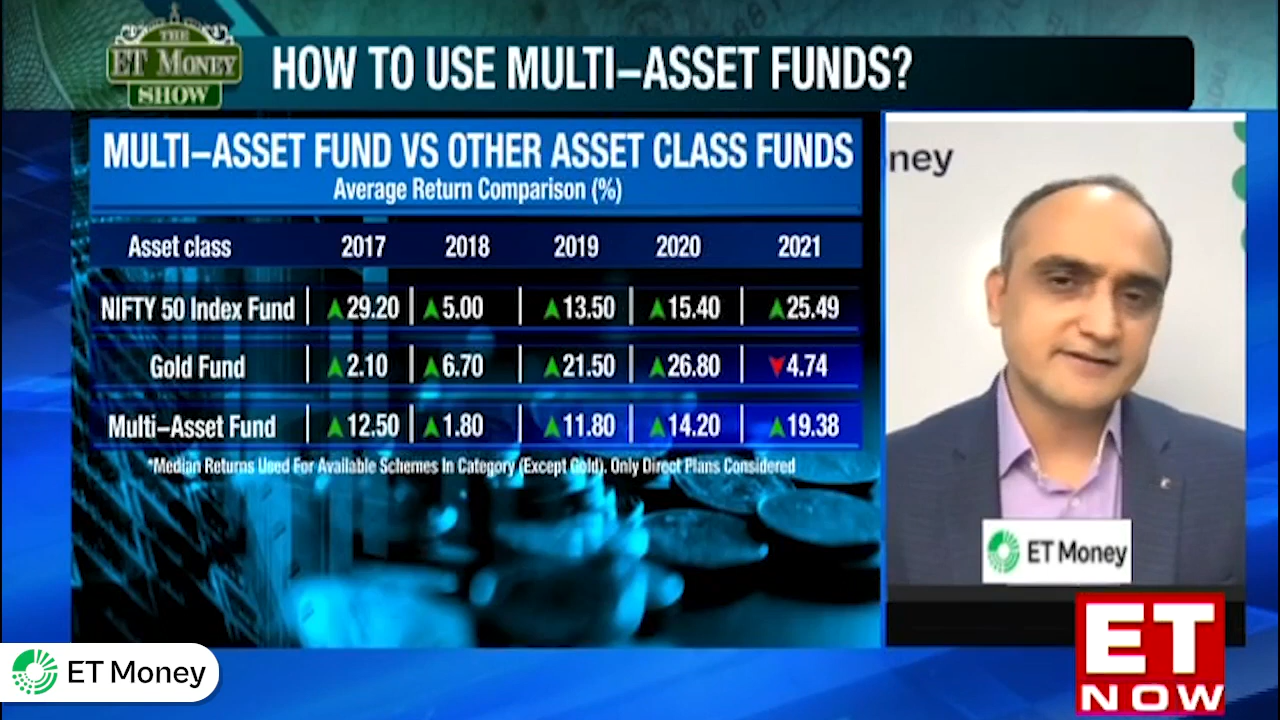 THE
ET MONEY
SHOW
HOW TO USE MULTI–ASSET FUNDS?
MULTI–ASSET FUND VS OTHER ASSET CLASS FUNDS
Average Return Comparison (%)
Asset class 2017 2018 2019 2020 2021
NIFTY 50 Index Fund ▲29.20 ▲5.00 ▲13.50 ▲15.40 ▲25.49
Gold Fund ▲2.10 ▲6.70 ▲21.50 ▲26.80 ▼4.74
Multi–Asset Fund ▲12.50 ▲1.80 ▲11.80 ▲14.20 ▲19.38
*Median Returns Used For Available Schemes In Category (Except Gold). Only Direct Plans Considered
ney
ET Money
ET Money
ET
NOW